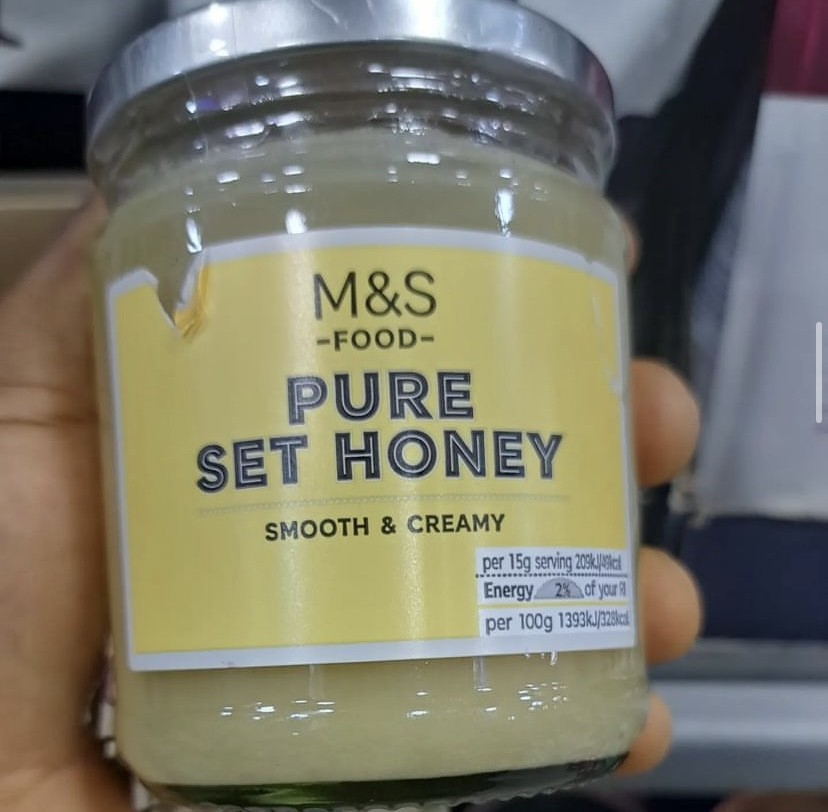 M&S
-FOOD-
PURE
SET HONEY
SMOOTH & CREAMY
per 15g serving 209kJ/49kcal
Energy 2% of your RI
per 100g 1393kJ/328kcal